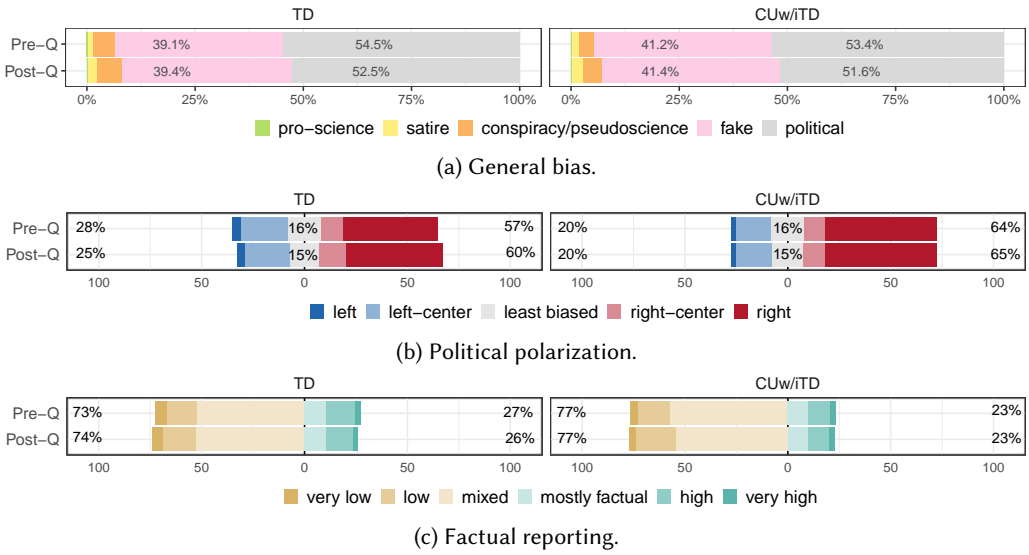 TD CUw/iTD
Pre−Q 39.1% 54.5% 41.2% 53.4%
Post−Q 39.4% 52.5% 41.4% 51.6%
0% 25% 50% 75% 100% 0% 25% 50% 75% 100%
pro−science satire conspiracy/pseudoscience fake political
(a) General bias.
TD CUw/iTD
Pre−Q 28% 16% 57% 20% 16% 64%
Post−Q 25% 15% 60% 20% 15% 65%
100 50 0 50 100 100 50 0 50 100
left left−center least biased right−center right
(b) Political polarization.
TD CUw/iTD
Pre−Q 73% 27% 77% 23%
Post−Q 74% 26% 77% 23%
100 50 0 50 100 100 50 0 50 100
very low low mixed mostly factual high very high
(c) Factual reporting.